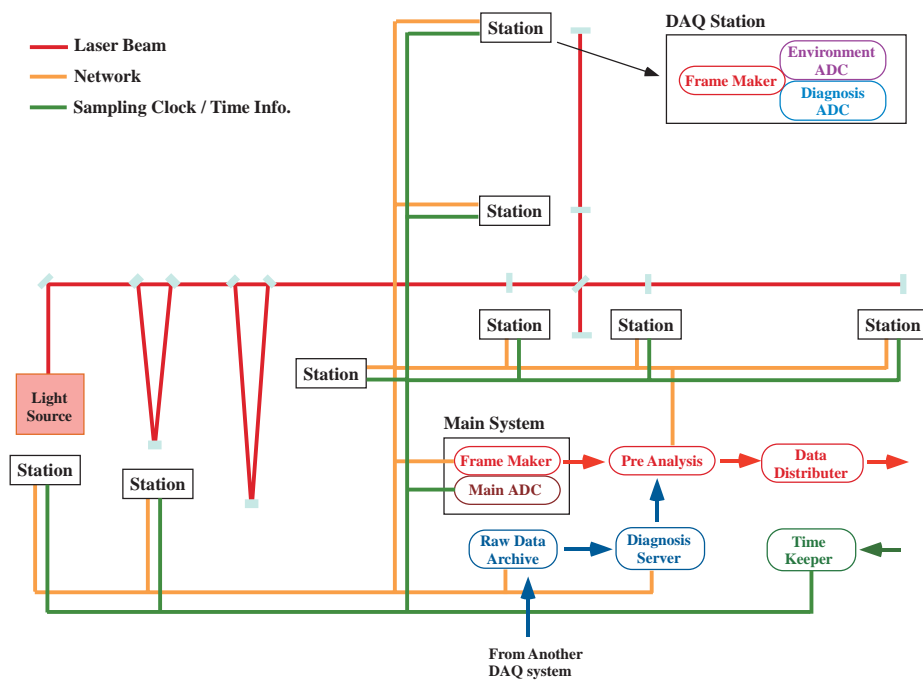 Laser Beam
Network
Sampling Clock / Time Info.
Station
DAQ Station
Environment
ADC
Frame Maker
Diagnosis
ADC
Station
Station
Station
Station
Station
Light
Source
Station
Station
Main System
Frame Maker
Main ADC
Pre Analysis
Data
Distributer
Raw Data
Archive
Diagnosis
Server
Time
Keeper
From Another
DAQ system